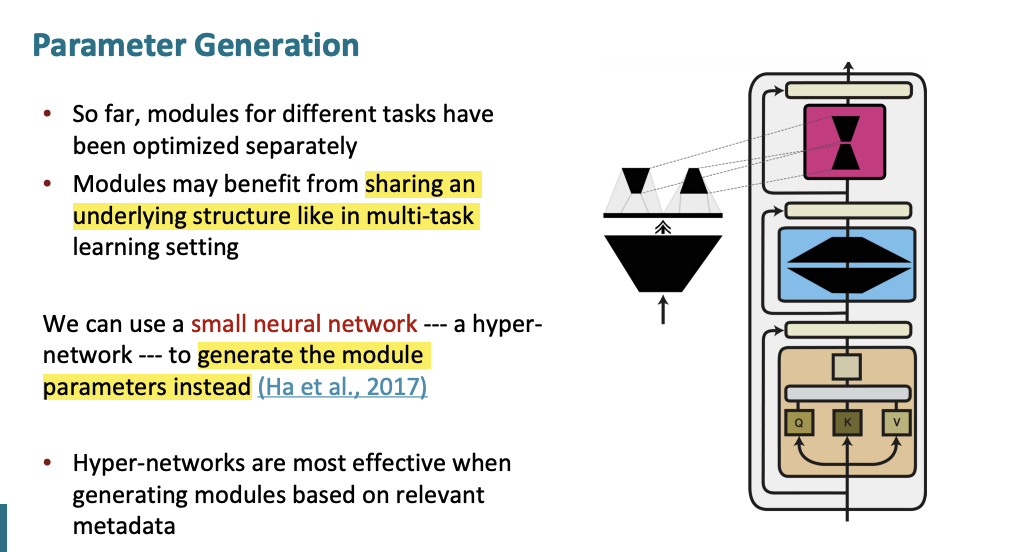 Parameter Generation
• So far, modules for different tasks have
been optimized separately
• Modules may benefit from sharing an
underlying structure like in multi-task
learning setting
We can use a small neural network --- a hyper-
network --- to generate the module
parameters instead (Ha et al., 2017)
• Hyper-networks are most effective when
generating modules based on relevant
metadata
Q K V